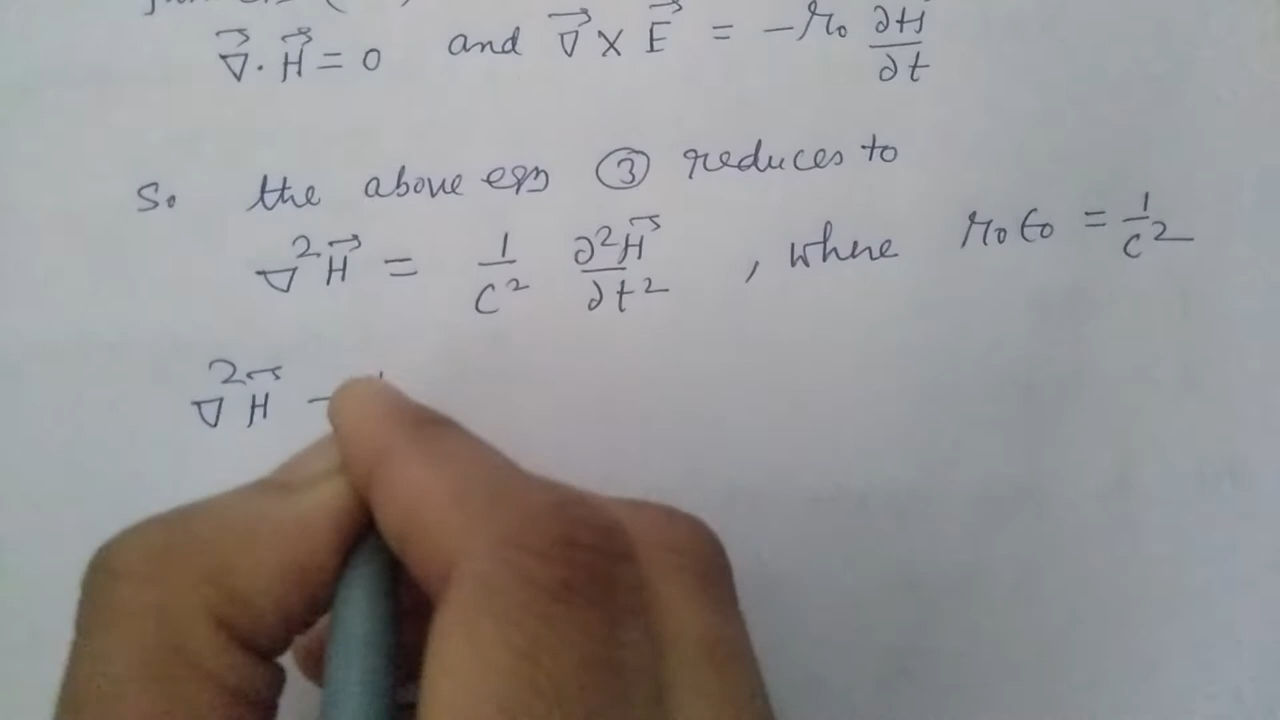 ∇⃗·H⃗ = 0 and ∇⃗ × E⃗ = -μ₀ ∂H⃗/∂t
So the above eqn ③ reduces to
∇²H⃗ = 1/c² ∂²H⃗/∂t² , where μ₀ε₀ = 1/c²
∇²H⃗ -